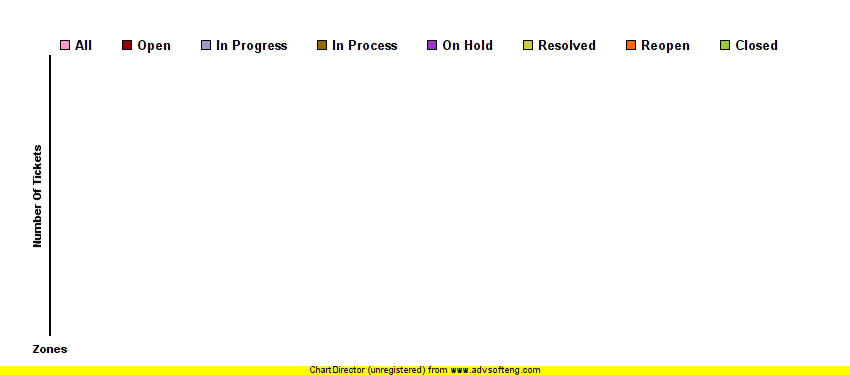 All Open In Progress In Process On Hold Resolved Reopen Closed
Number Of Tickets
Zones
ChartDirector (unregistered) from www.advsofteng.com